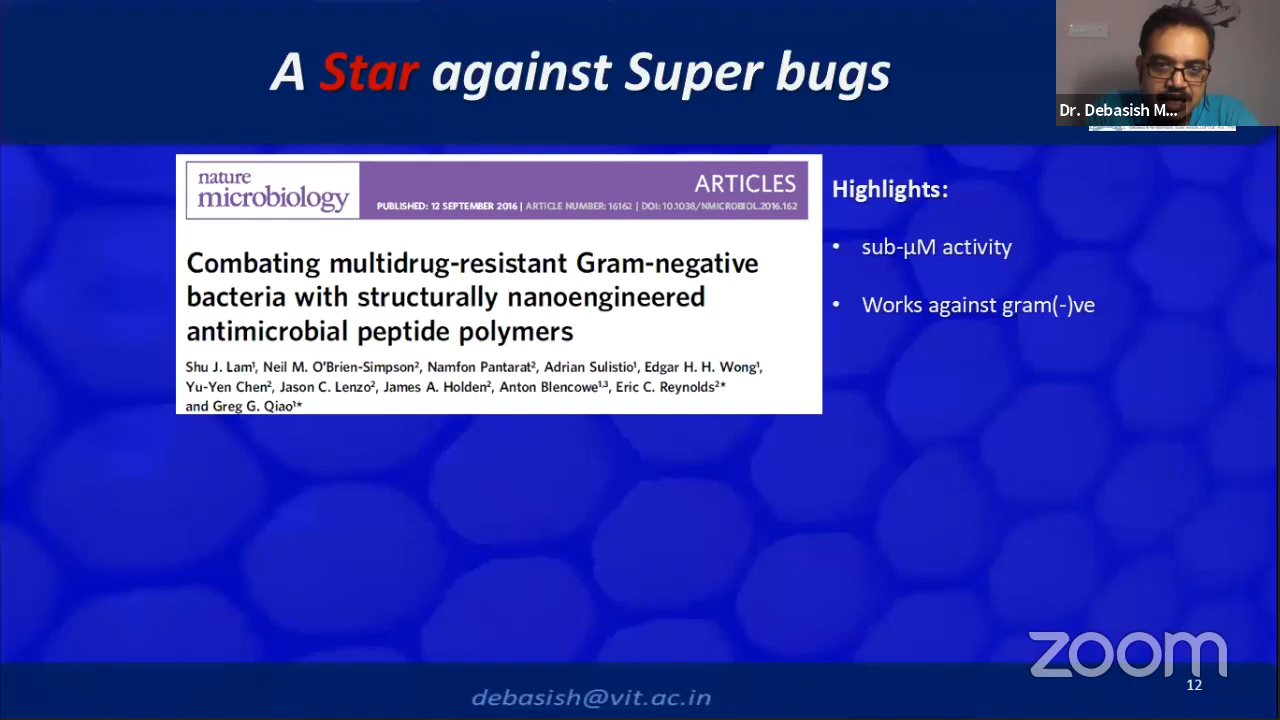 A Star against Super bugs
Dr. Debasish M...
nature
microbiology
ARTICLES
PUBLISHED: 12 SEPTEMBER 2016 | ARTICLE NUMBER: 16162 | DOI: 10.1038/NMICROBIOL.2016.162
Combating multidrug-resistant Gram-negative
bacteria with structurally nanoengineered
antimicrobial peptide polymers
Shu J. Lam¹, Neil M. O’Brien-Simpson², Namfon Pantarat², Adrian Sulistio¹, Edgar H. H. Wong¹,
Yu-Yen Chen², Jason C. Lenzo², James A. Holden², Anton Blencowe¹,³, Eric C. Reynolds²*
and Greg G. Qiao¹*
Highlights:
• sub-µM activity
• Works against gram(-)ve
zoom
12
debasish@vit.ac.in